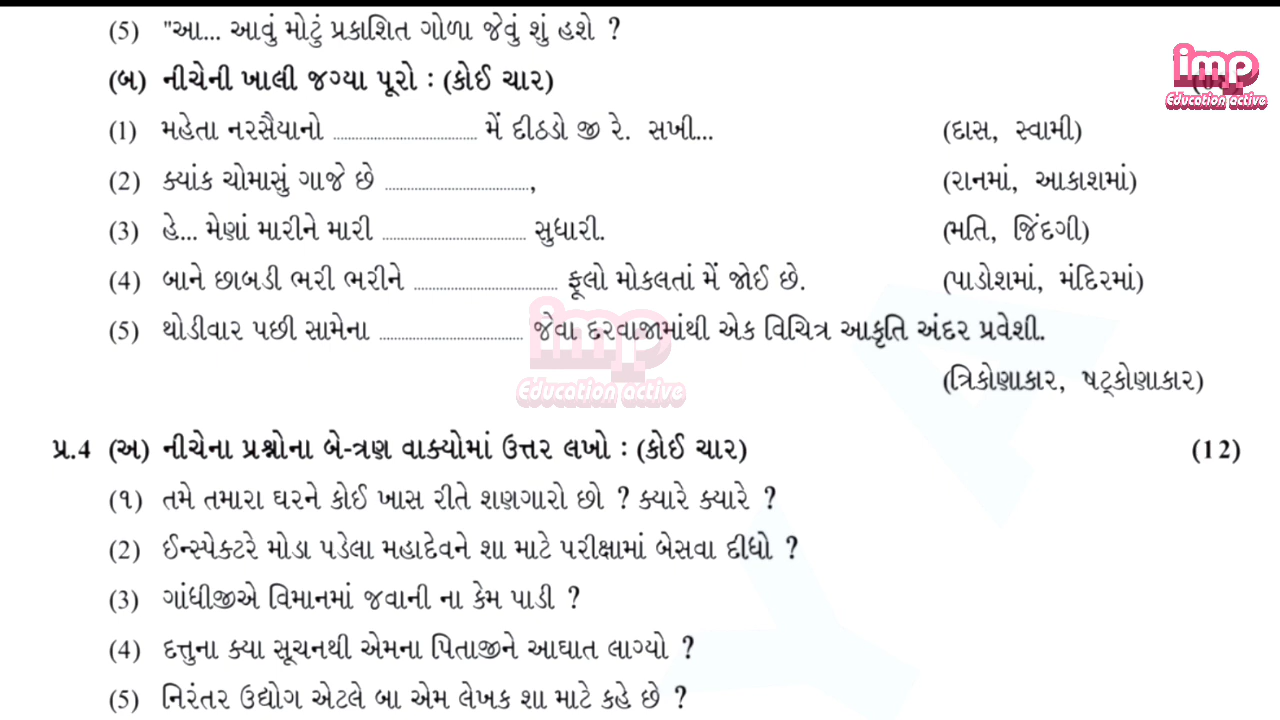 (5) "આ... આવું મોટું પ્રકાશિત ગોળા જેવું શું હશે ?
(બ) નીચેની ખાલી જગ્યા પૂરો : (કોઈ ચાર)
imp
Education active
(1) મહેતા નરસૈયાનો .................... મેં દીઠડો જી રે. સખી... (દાસ, સ્વામી)
(2) ક્યાંક ચોમાસું ગાજે છે ...................., (રાનમાં, આકાશમાં)
(3) હે... મેણાં મારીને મારી .................... સુધારી. (મતિ, જિંદગી)
(4) બાને છાબડી ભરી ભરીને .................... ફૂલો મોકલતાં મેં જોઈ છે. (પાડોશમાં, મંદિરમાં)
(5) થોડીવાર પછી સામેના .................... જેવા દરવાજામાંથી એક વિચિત્ર આકૃતિ અંદર પ્રવેશી.
imp
Education active
(ત્રિકોણાકાર, ષટ્કોણાકાર)
પ્ર.4 (અ) નીચેના પ્રશ્નોના બે-ત્રણ વાક્યોમાં ઉત્તર લખો : (કોઈ ચાર) (12)
(૧) તમે તમારા ઘરને કોઈ ખાસ રીતે શણગારો છો ? ક્યારે ક્યારે ?
(2) ઈન્સ્પેક્ટરે મોડા પડેલા મહાદેવને શા માટે પરીક્ષામાં બેસવા દીધો ?
(3) ગાંધીજીએ વિમાનમાં જવાની ના કેમ પાડી ?
(4) દત્તુના ક્યા સૂચનથી એમના પિતાજીને આઘાત લાગ્યો ?
(5) નિરંતર ઉદ્યોગ એટલે બા એમ લેખક શા માટે કહે છે ?